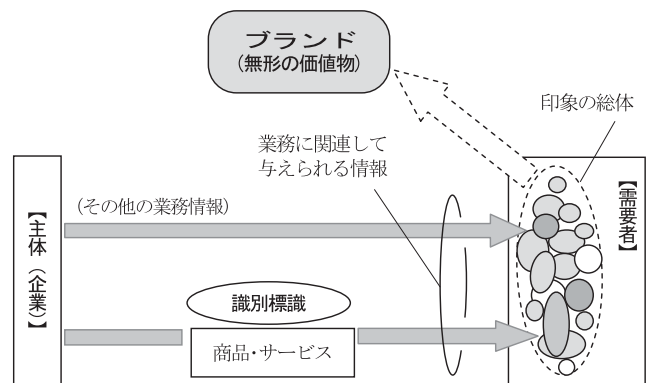 ブランド
(無形の価値物)
印象の総体
業務に関連して
与えられる情報
【主体(企業)】
(その他の業務情報)
【需要者】
識別標識
商品・サービス